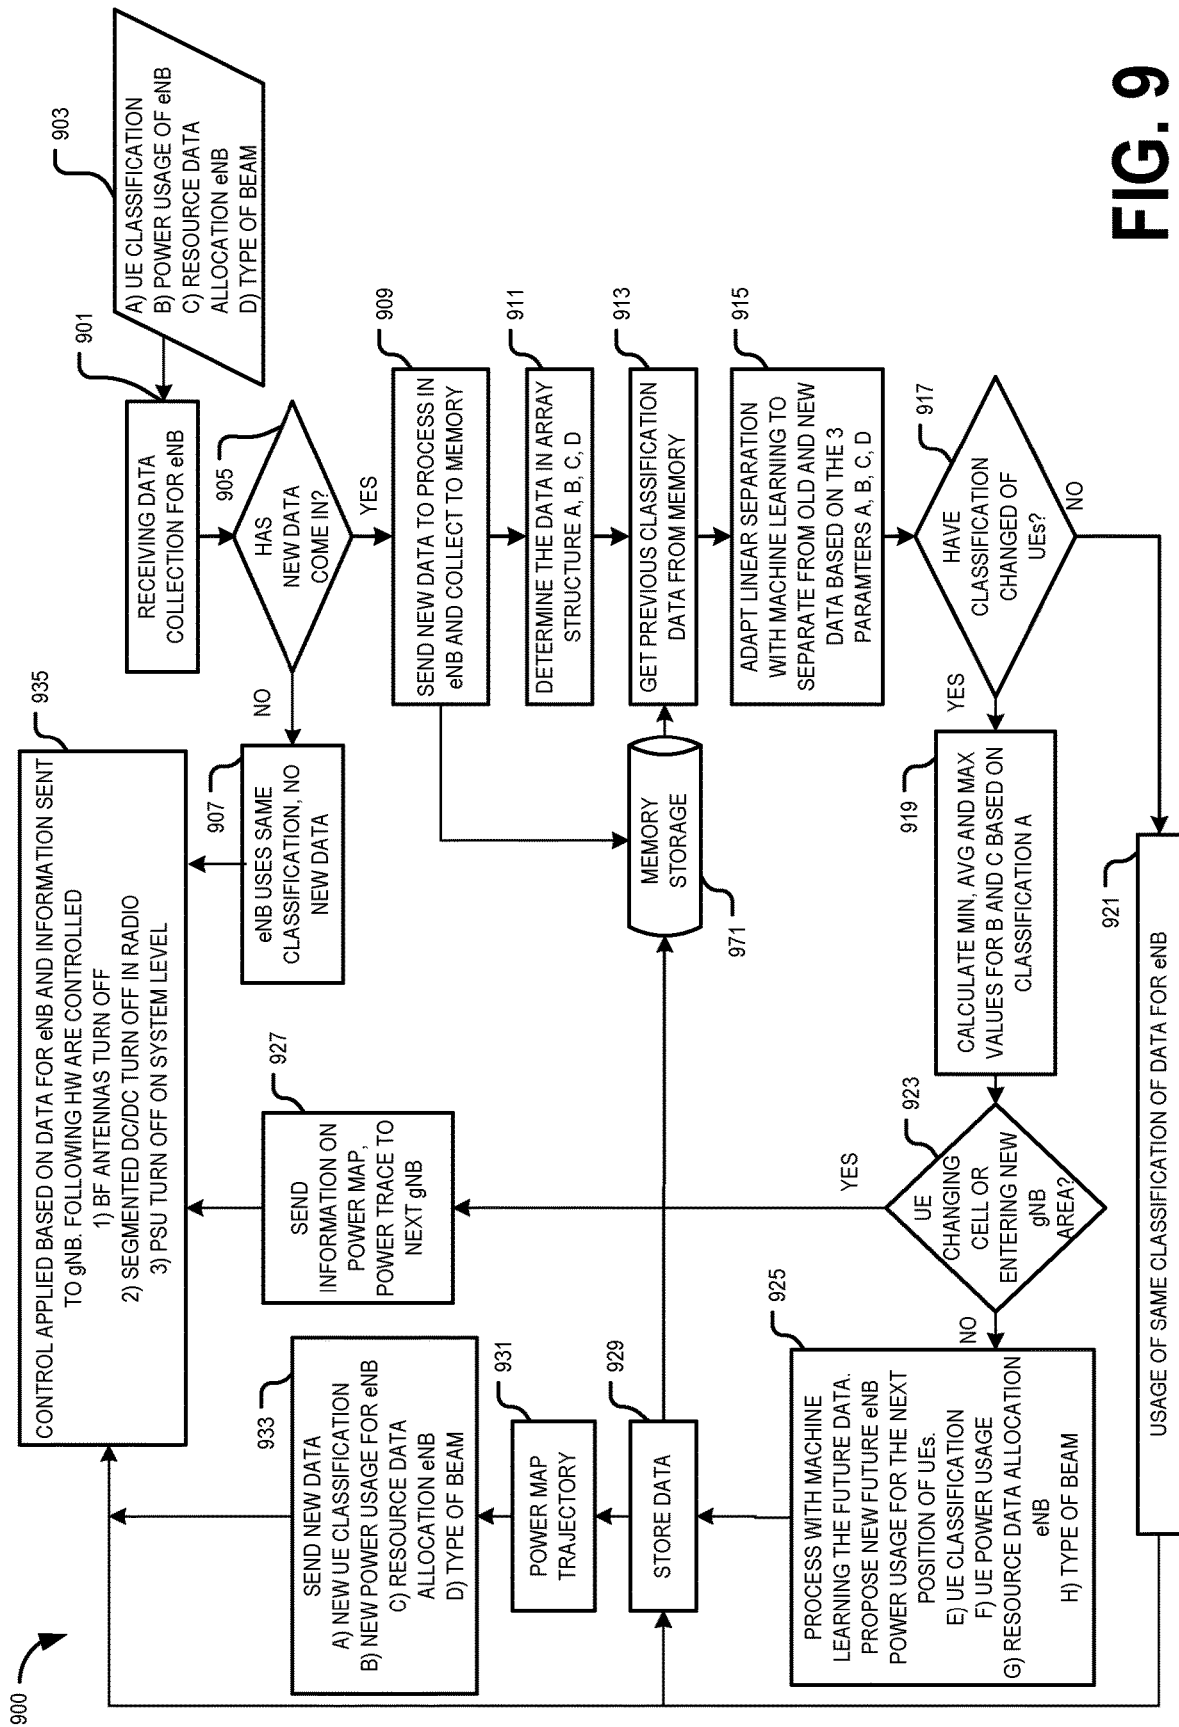 900
903
A) UE CLASSIFICATION
B) POWER USAGE OF eNB
C) RESOURCE DATA
ALLOCATION eNB
D) TYPE OF BEAM
901
RECEIVING DATA
COLLECTION FOR eNB
905
HAS
NEW DATA
COME IN?
NO
YES
907
eNB USES SAME
CLASSIFICATION, NO
NEW DATA
909
SEND NEW DATA TO PROCESS IN
eNB AND COLLECT TO MEMORY
911
DETERMINE THE DATA IN ARRAY
STRUCTURE A, B, C, D
913
GET PREVIOUS CLASSIFICATION
DATA FROM MEMORY
MEMORY
STORAGE
971
915
ADAPT LINEAR SEPARATION
WITH MACHINE LEARNING TO
SEPARATE FROM OLD AND NEW
DATA BASED ON THE 3
PARAMTERS A, B, C, D
917
HAVE
CLASSIFICATION
CHANGED OF
UEs?
YES
NO
919
CALCULATE MIN, AVG AND MAX
VALUES FOR B AND C BASED ON
CLASSIFICATION A
921
USAGE OF SAME CLASSIFICATION OF DATA FOR eNB
923
UE
CHANGING
CELL OR
ENTERING NEW
gNB
AREA?
YES
NO
925
PROCESS WITH MACHINE
LEARNING THE FUTURE DATA.
PROPOSE NEW FUTURE eNB
POWER USAGE FOR THE NEXT
POSITION OF UEs.
E) UE CLASSIFICATION
F) UE POWER USAGE
G) RESOURCE DATA ALLOCATION
eNB
H) TYPE OF BEAM
927
SEND
INFORMATION ON
POWER MAP,
POWER TRACE TO
NEXT gNB
929
STORE DATA
931
POWER MAP
TRAJECTORY
933
SEND NEW DATA
A) NEW UE CLASSIFICATION
B) NEW POWER USAGE FOR eNB
C) RESOURCE DATA
ALLOCATION eNB
D) TYPE OF BEAM
935
CONTROL APPLIED BASED ON DATA FOR eNB AND INFORMATION SENT
TO gNB. FOLLOWING HW ARE CONTROLLED
1) BF ANTENNAS TURN OFF
2) SEGMENTED DC/DC TURN OFF IN RADIO
3) PSU TURN OFF ON SYSTEM LEVEL
FIG. 9